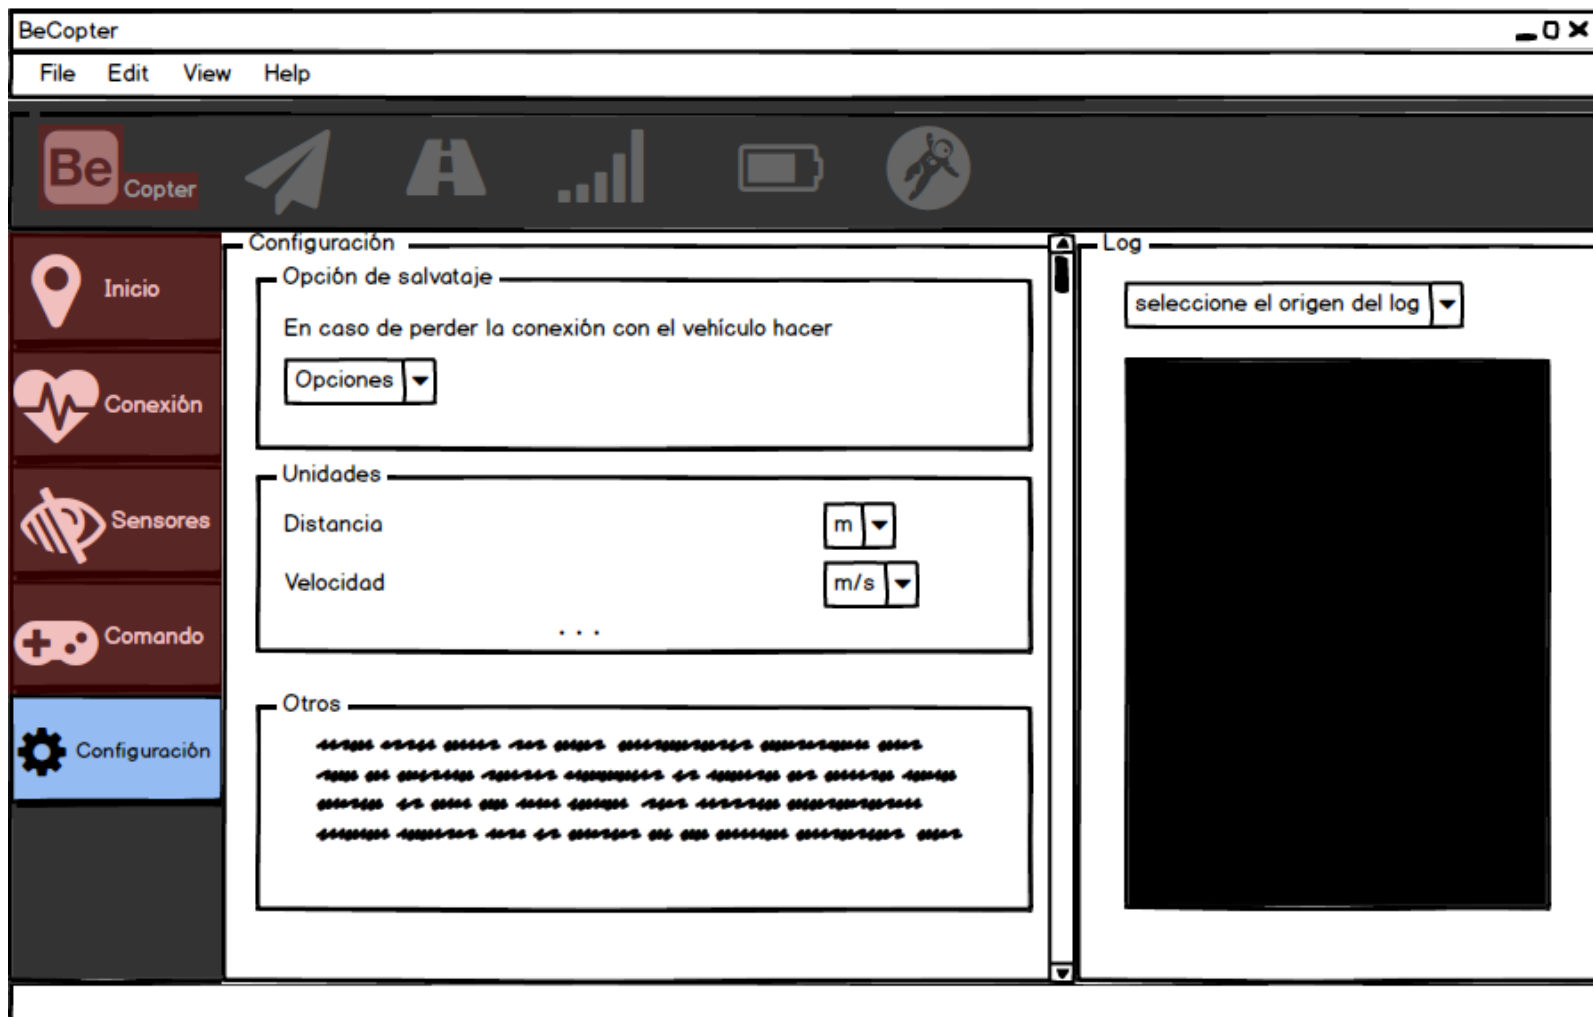 BeCopter
File Edit View Help
Be Copter
Inicio
Conexión
Sensores
Comando
Configuración
Configuración
Opción de salvataje
En caso de perder la conexión con el vehículo hacer
Opciones
Unidades
Distancia m
Velocidad m/s
. . .
Otros
Log
seleccione el origen del log